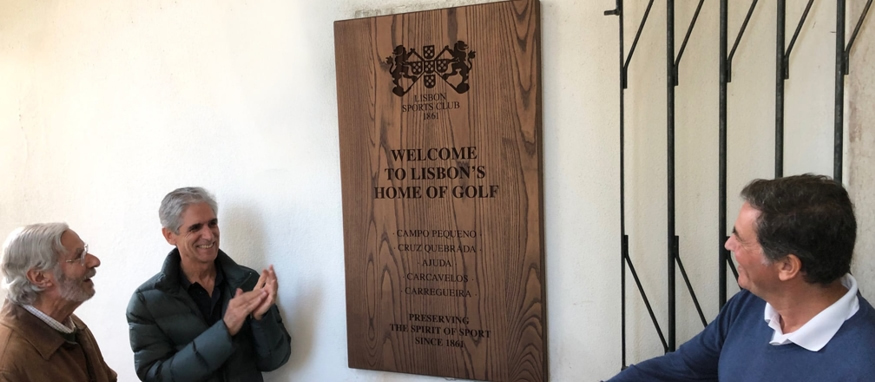 LISBON
SPORTS CLUB
1861
WELCOME
TO LISBON'S
HOME OF GOLF
· CAMPO PEQUENO ·
· CRUZ QUEBRADA ·
· AJUDA ·
· CARCAVELOS ·
· CARREGUEIRA ·
PRESERVING
THE SPIRIT OF SPORT
SINCE 1861